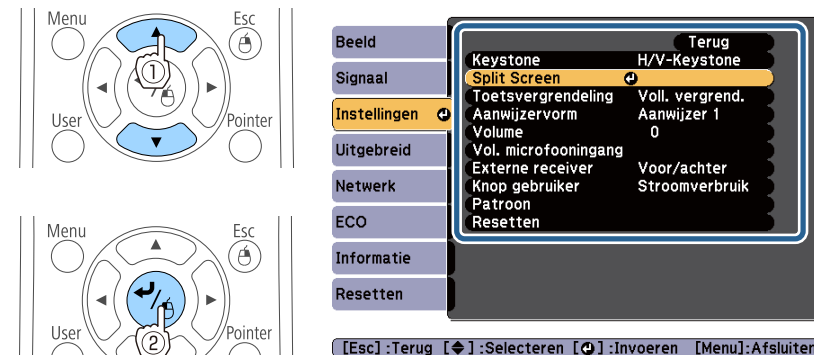 Menu Esc
1
User Pointer
Menu Esc
User Pointer
2
Beeld
Signaal
Instellingen
Uitgebreid
Netwerk
ECO
Informatie
Resetten
Terug
Keystone H/V-Keystone
Split Screen
Toetsvergrendeling Voll. vergrend.
Aanwijzervorm Aanwijzer 1
Volume 0
Vol. microfooningang
Externe receiver Voor/achter
Knop gebruiker Stroomverbruik
Patroon
Resetten
[Esc] :Terug [◆] :Selecteren [⏎] :Invoeren [Menu]:Afsluiten